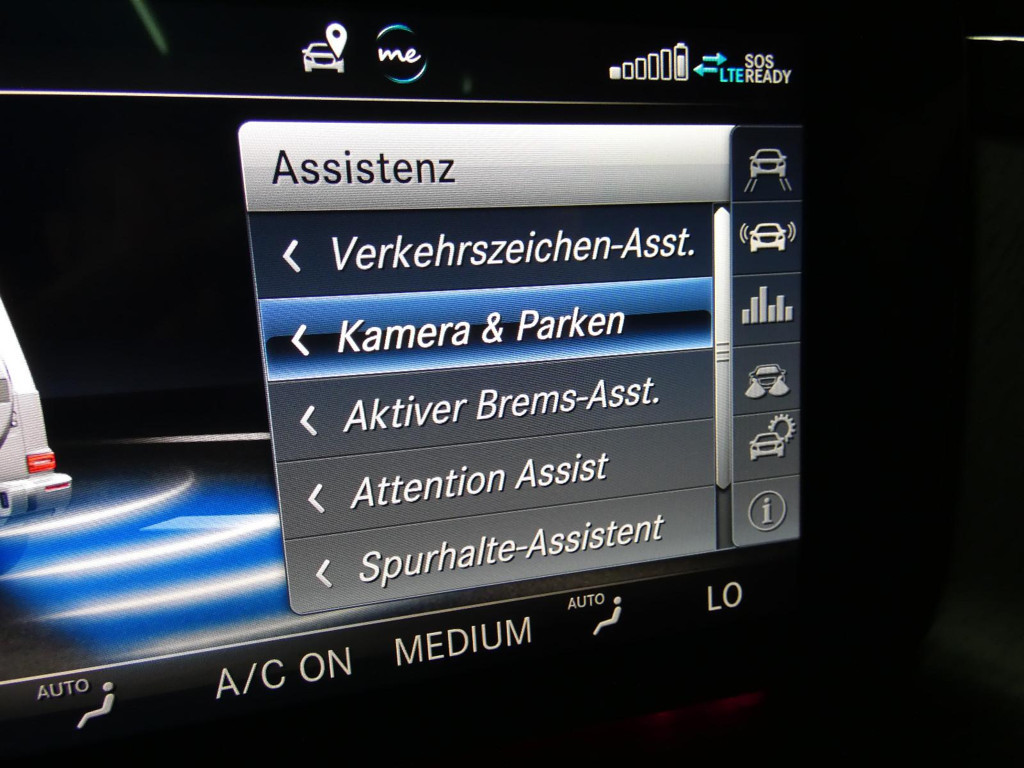 me
LTE
SOS
READY
Assistenz
Verkehrszeichen-Asst.
Kamera & Parken
Aktiver Brems-Asst.
Attention Assist
Spurhalte-Assistent
AUTO
A/C ON
MEDIUM
AUTO
LO